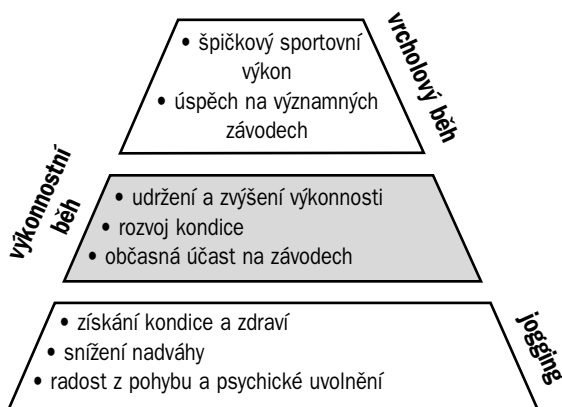 • špičkový sportovní
výkon
• úspěch na významných
závodech
vrcholový běh
výkonnostní
běh
• udržení a zvýšení výkonnosti
• rozvoj kondice
• občasná účast na závodech
• získání kondice a zdraví
• snížení nadváhy
• radost z pohybu a psychické uvolnění
jogging